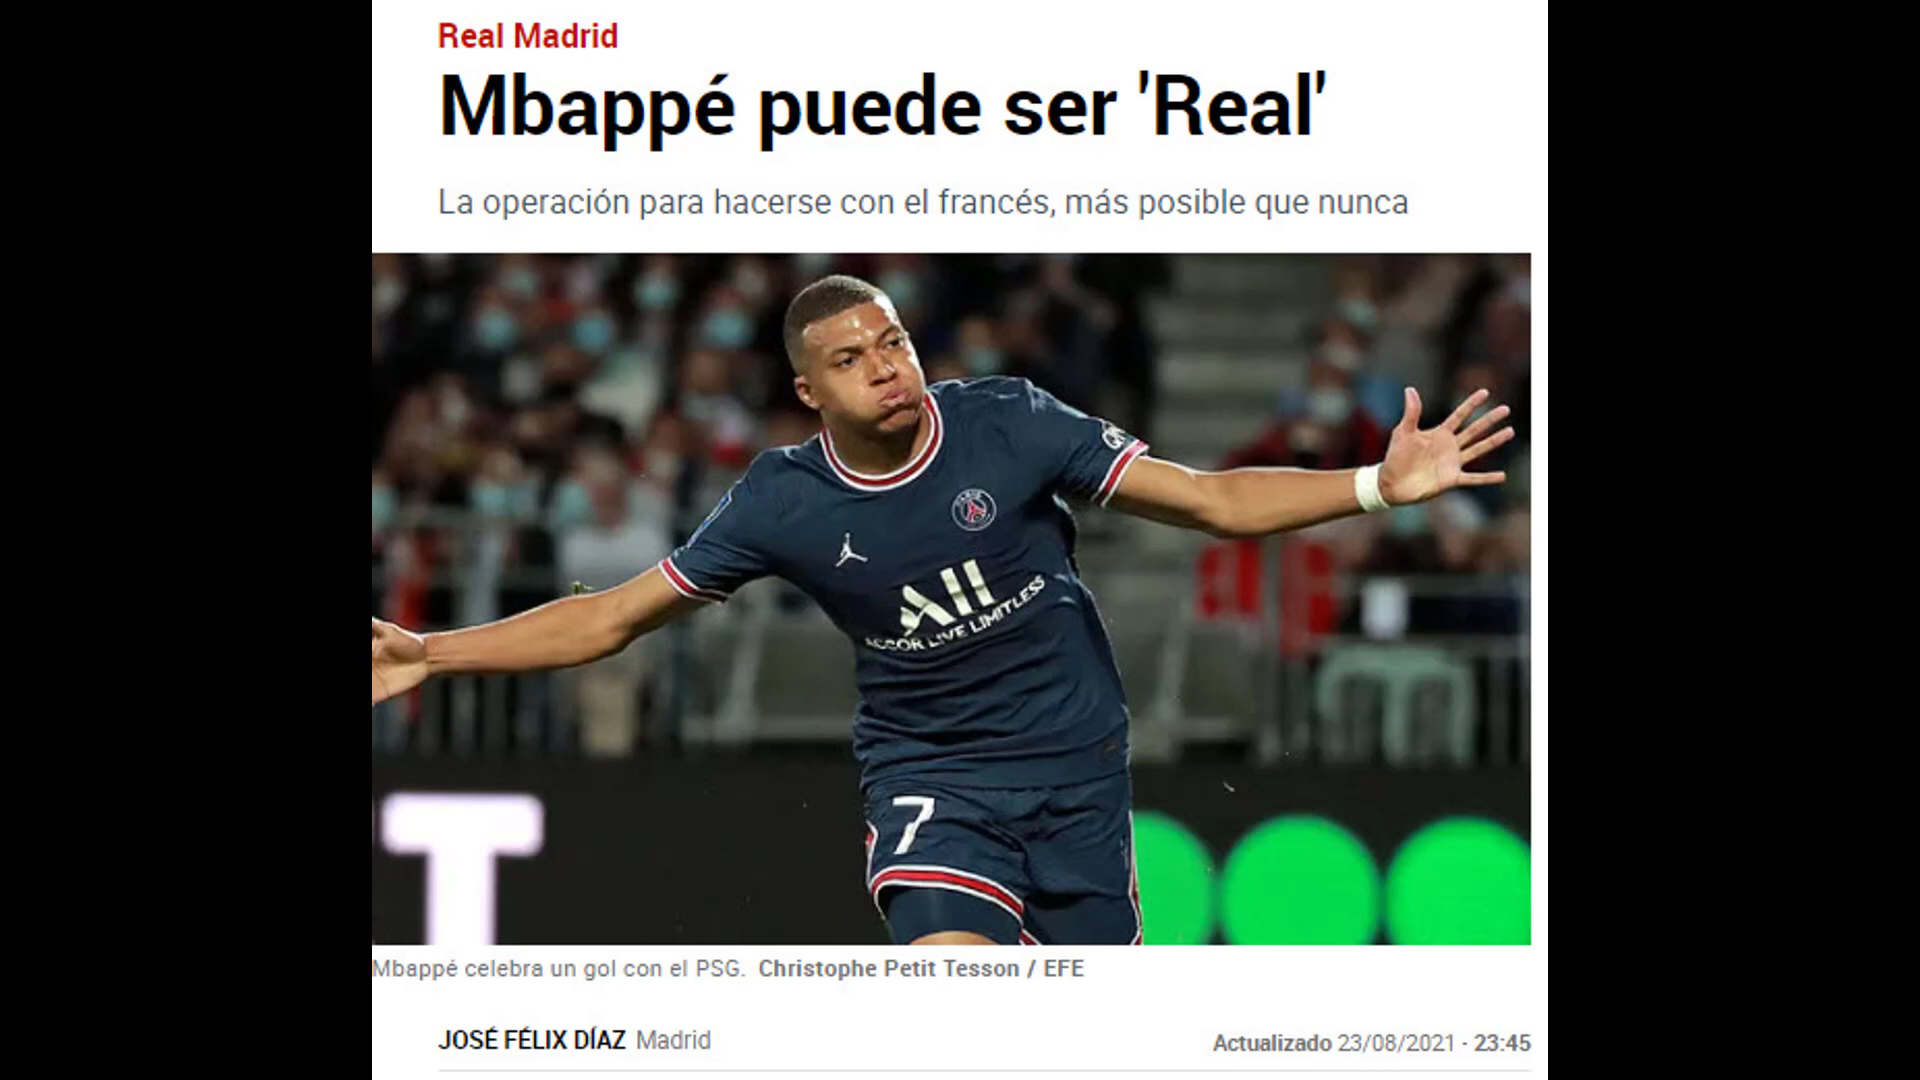 Real Madrid
Mbappé puede ser 'Real'
La operación para hacerse con el francés, más posible que nunca
ALL
ACCOR LIVE LIMITLESS
7
T
Mbappé celebra un gol con el PSG. Christophe Petit Tesson / EFE
JOSÉ FÉLIX DÍAZ Madrid
Actualizado 23/08/2021 - 23:45